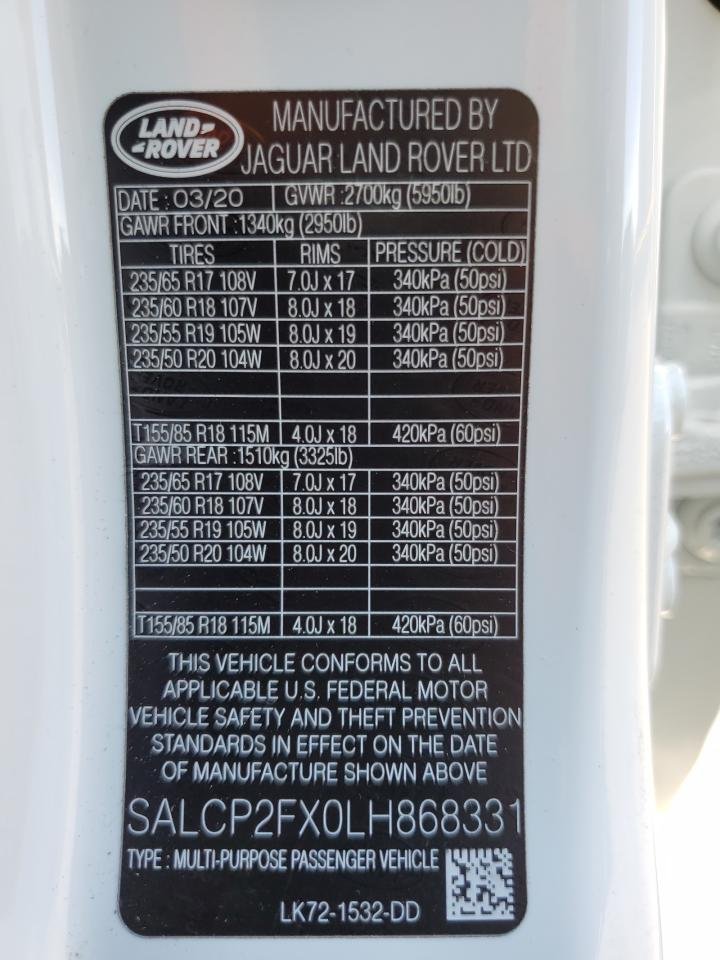 LAND ROVER
MANUFACTURED BY
JAGUAR LAND ROVER LTD
DATE : 03/20 GVWR :2700kg (5950lb)
GAWR FRONT :1340kg (2950lb)
TIRES RIMS PRESSURE (COLD)
235/65 R17 108V 7.0J x 17 340kPa (50psi)
235/60 R18 107V 8.0J x 18 340kPa (50psi)
235/55 R19 105W 8.0J x 19 340kPa (50psi)
235/50 R20 104W 8.0J x 20 340kPa (50psi)
T155/85 R18 115M 4.0J x 18 420kPa (60psi)
GAWR REAR :1510kg (3325lb)
235/65 R17 108V 7.0J x 17 340kPa (50psi)
235/60 R18 107V 8.0J x 18 340kPa (50psi)
235/55 R19 105W 8.0J x 19 340kPa (50psi)
235/50 R20 104W 8.0J x 20 340kPa (50psi)
T155/85 R18 115M 4.0J x 18 420kPa (60psi)
THIS VEHICLE CONFORMS TO ALL
APPLICABLE U.S. FEDERAL MOTOR
VEHICLE SAFETY AND THEFT PREVENTION
STANDARDS IN EFFECT ON THE DATE
OF MANUFACTURE SHOWN ABOVE
SALCP2FX0LH868331
TYPE : MULTI-PURPOSE PASSENGER VEHICLE
LK72-1532-DD